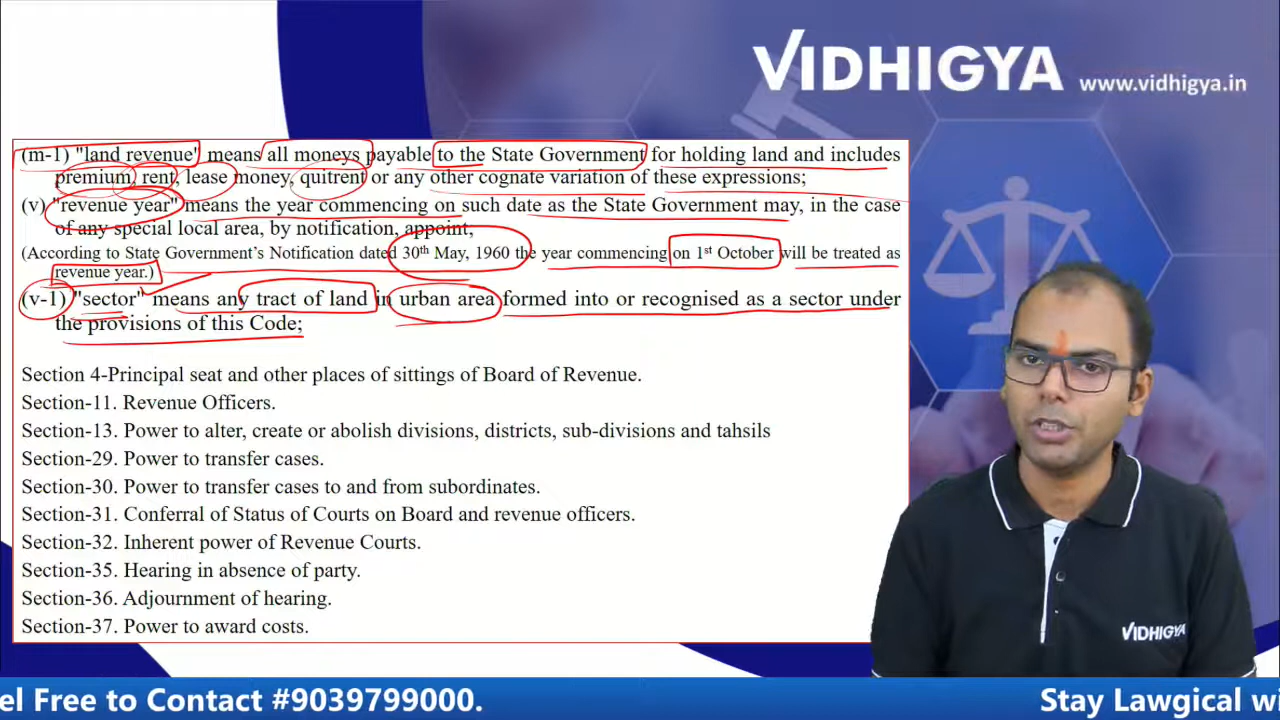 VIDHIGYA www.vidhigya.in
(m-1) "land revenue" means all moneys payable to the State Government for holding land and includes
premium, rent, lease money, quitrent or any other cognate variation of these expressions;
(v) "revenue year" means the year commencing on such date as the State Government may, in the case
of any special local area, by notification, appoint;
(According to State Government's Notification dated 30th May, 1960 the year commencing on 1st October will be treated as
revenue year.)
(v-1) "sector" means any tract of land in urban area formed into or recognised as a sector under
the provisions of this Code;
Section 4-Principal seat and other places of sittings of Board of Revenue.
Section-11. Revenue Officers.
Section-13. Power to alter, create or abolish divisions, districts, sub-divisions and tahsils
Section-29. Power to transfer cases.
Section-30. Power to transfer cases to and from subordinates.
Section-31. Conferral of Status of Courts on Board and revenue officers.
Section-32. Inherent power of Revenue Courts.
Section-35. Hearing in absence of party.
Section-36. Adjournment of hearing.
Section-37. Power to award costs.
VIDHIGYA
el Free to Contact #9039799000. Stay Lawgical wi